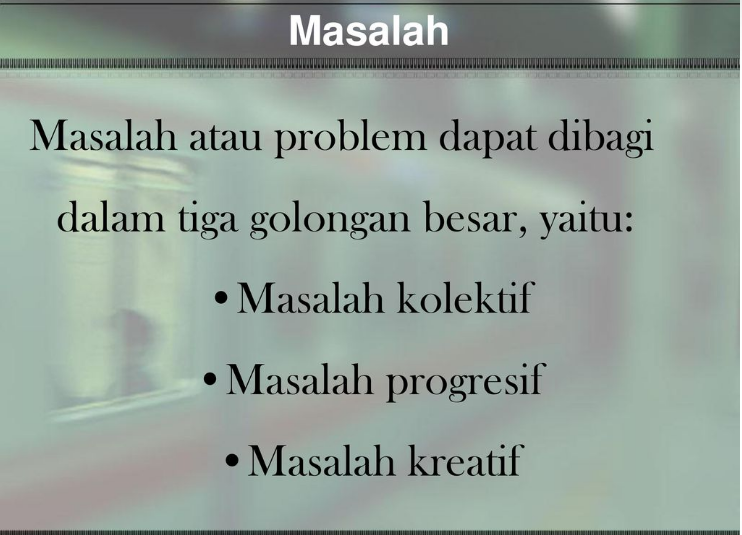 Masalah
Masalah atau problem dapat dibagi
dalam tiga golongan besar, yaitu:
• Masalah kolektif
• Masalah progresif
• Masalah kreatif